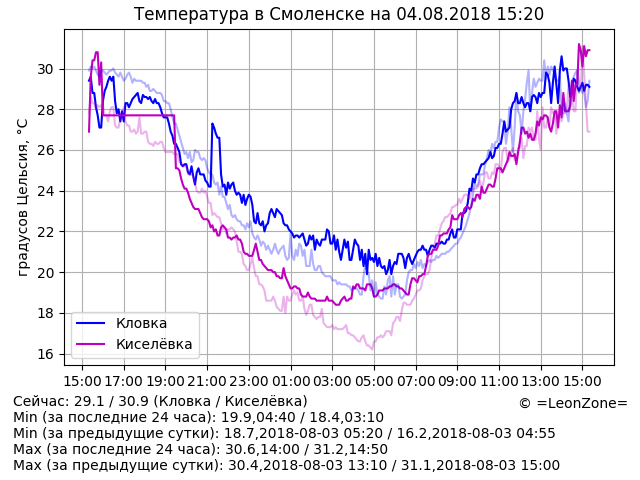 Температура в Смоленске на 04.08.2018 15:20
градусов Цельсия, °C
30
28
26
24
22
20
18
16
Кловка
Киселёвка
15:00 17:00 19:00 21:00 23:00 01:00 03:00 05:00 07:00 09:00 11:00 13:00 15:00
Сейчас: 29.1 / 30.9 (Кловка / Киселёвка)
© =LeonZone=
Min (за последние 24 часа): 19.9,04:40 / 18.4,03:10
Min (за предыдущие сутки): 18.7,2018-08-03 05:20 / 16.2,2018-08-03 04:55
Max (за последние 24 часа): 30.6,14:00 / 31.2,14:50
Max (за предыдущие сутки): 30.4,2018-08-03 13:10 / 31.1,2018-08-03 15:00